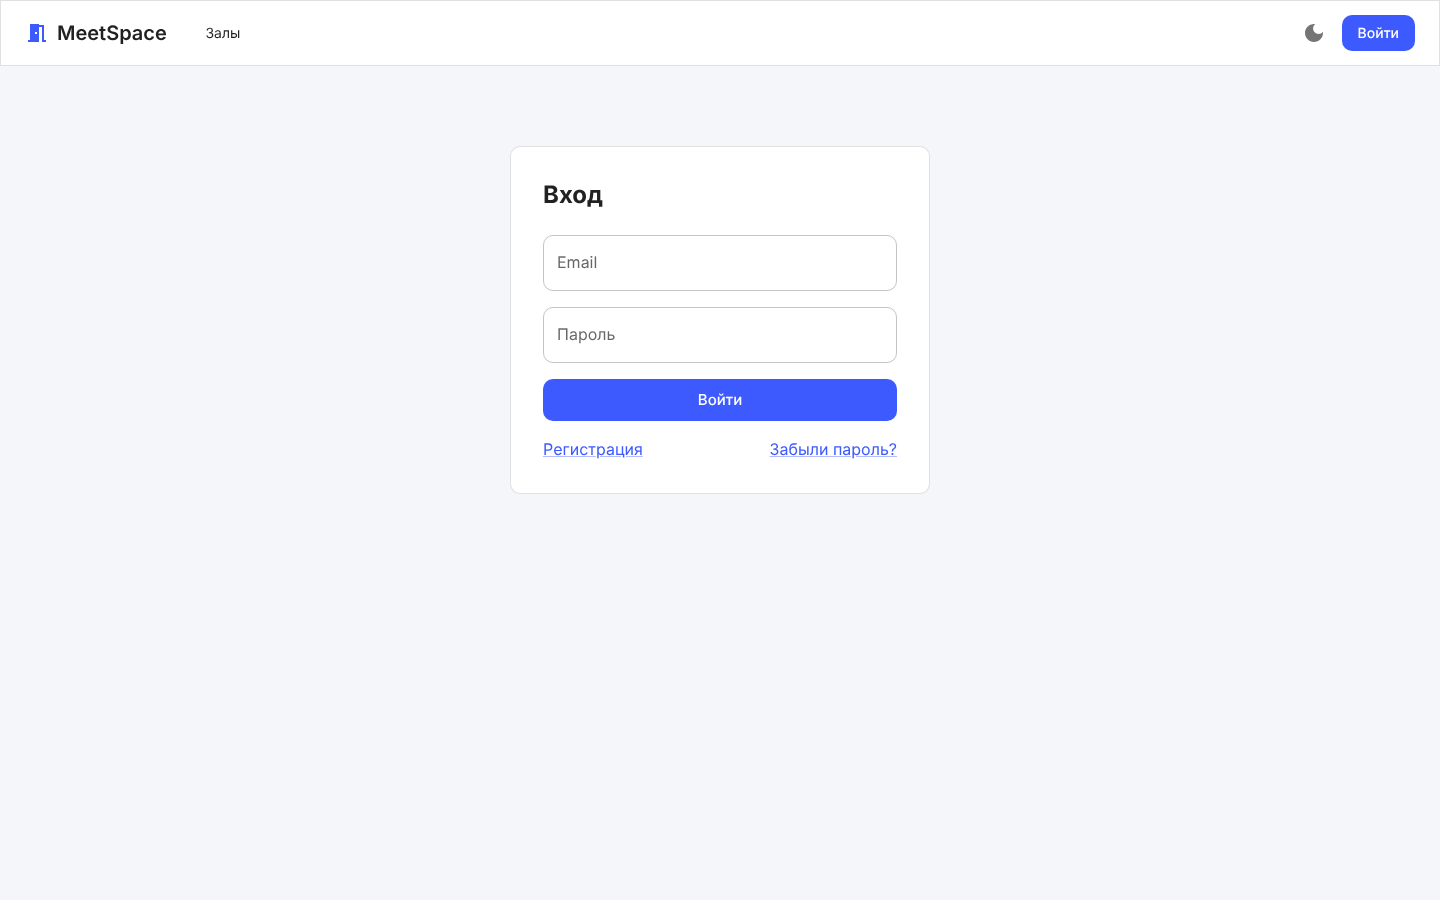 MeetSpace
Залы
Войти
Вход
Email
Пароль
Войти
Регистрация
Забыли пароль?